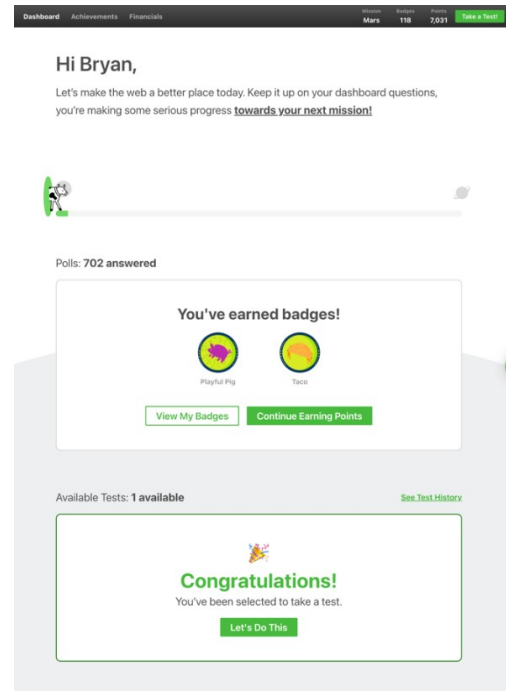 Dashboard Achievements Financials Mission Mars Badges 118 Points 7,031 Take a Test!
Hi Bryan,
Let's make the web a better place today. Keep it up on your dashboard questions,
you're making some serious progress towards your next mission!
Polls: 702 answered
You've earned badges!
Playful Pig Taco
View My Badges Continue Earning Points
Available Tests: 1 available See Test History
Congratulations!
You've been selected to take a test.
Let's Do This